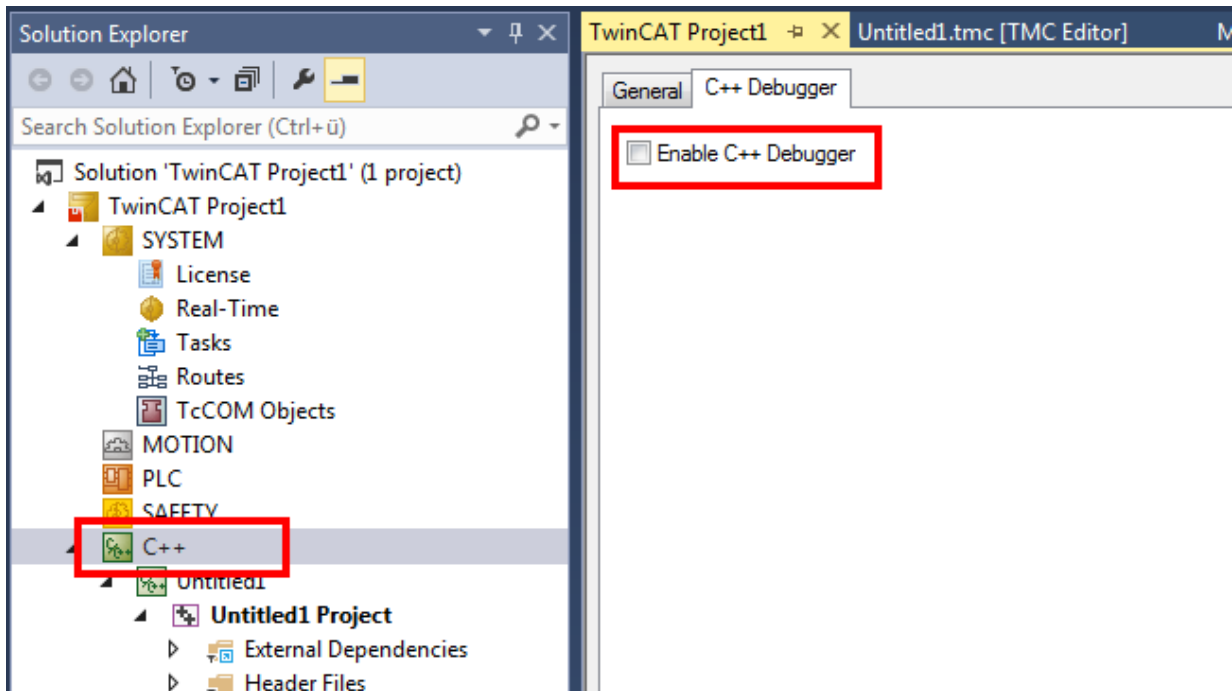 Solution Explorer
Search Solution Explorer (Ctrl+ü)
Solution 'TwinCAT Project1' (1 project)
TwinCAT Project1
SYSTEM
License
Real-Time
Tasks
Routes
TcCOM Objects
MOTION
PLC
SAFETY
C++
Untitled1
Untitled1 Project
External Dependencies
Header Files
TwinCAT Project1
Untitled1.tmc [TMC Editor]
M
General
C++ Debugger
Enable C++ Debugger